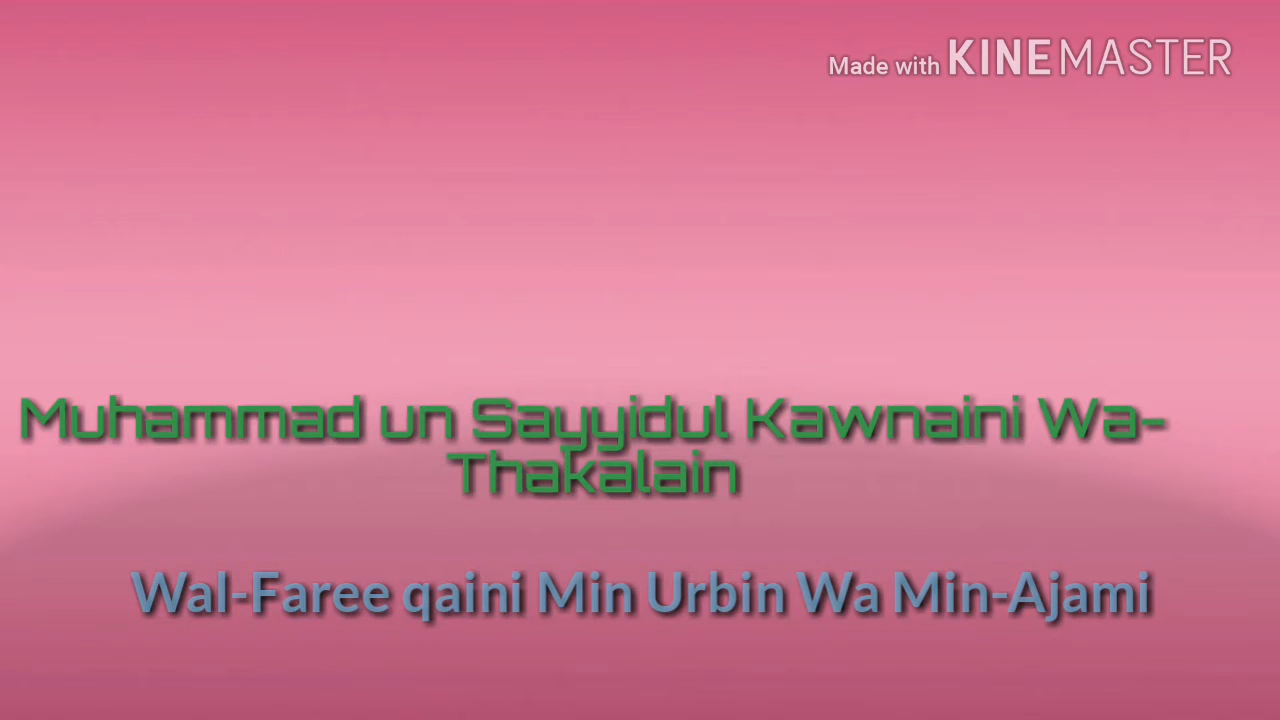 Made with KINEMASTER
Muhammad un Sayyidul Kawnaini Wa-
Thakalain
Wal-Faree qaini Min Urbin Wa Min-Ajami